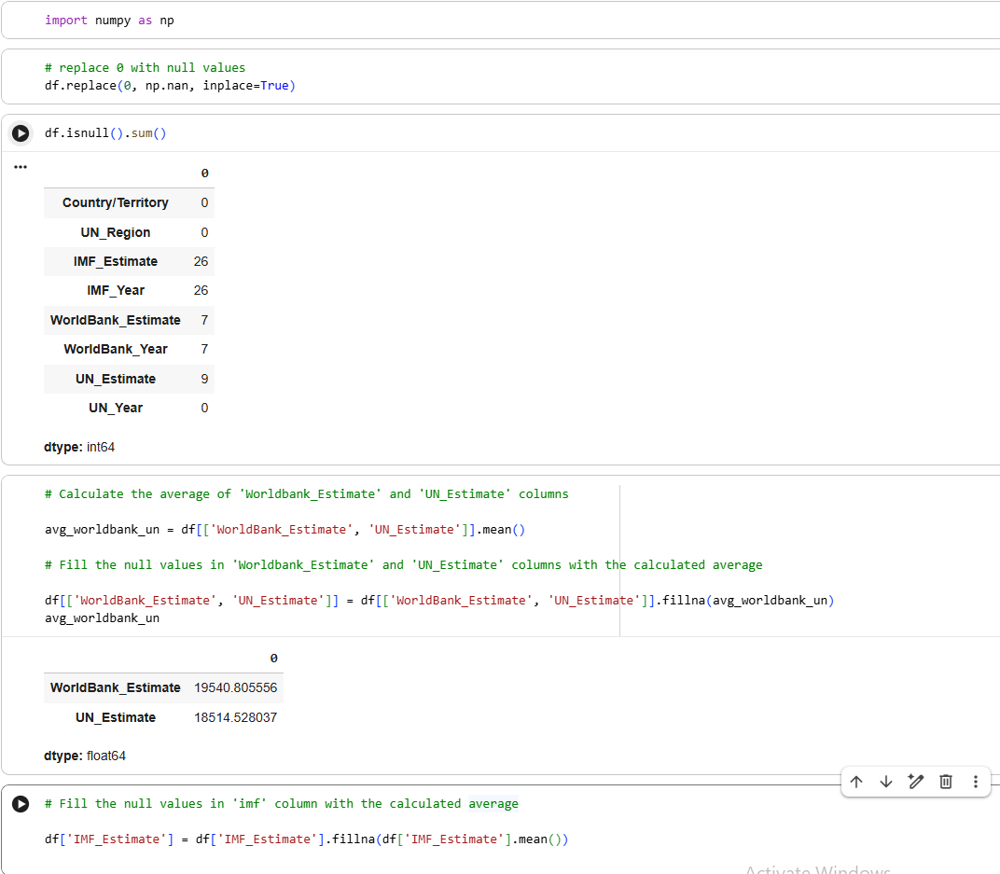 import numpy as np
# replace 0 with null values
df.replace(0, np.nan, inplace=True)
df.isnull().sum()
0
Country/Territory 0
UN_Region 0
IMF_Estimate 26
IMF_Year 26
WorldBank_Estimate 7
WorldBank_Year 7
UN_Estimate 9
UN_Year 0
dtype: int64
# Calculate the average of 'Worldbank_Estimate' and 'UN_Estimate' columns
avg_worldbank_un = df[['WorldBank_Estimate', 'UN_Estimate']].mean()
# Fill the null values in 'Worldbank_Estimate' and 'UN_Estimate' columns with the calculated average
df[['WorldBank_Estimate', 'UN_Estimate']] = df[['WorldBank_Estimate', 'UN_Estimate']].fillna(avg_worldbank_un)
avg_worldbank_un
0
WorldBank_Estimate 19540.805556
UN_Estimate 18514.528037
dtype: float64
# Fill the null values in 'imf' column with the calculated average
df['IMF_Estimate'] = df['IMF_Estimate'].fillna(df['IMF_Estimate'].mean())
Activate Windows